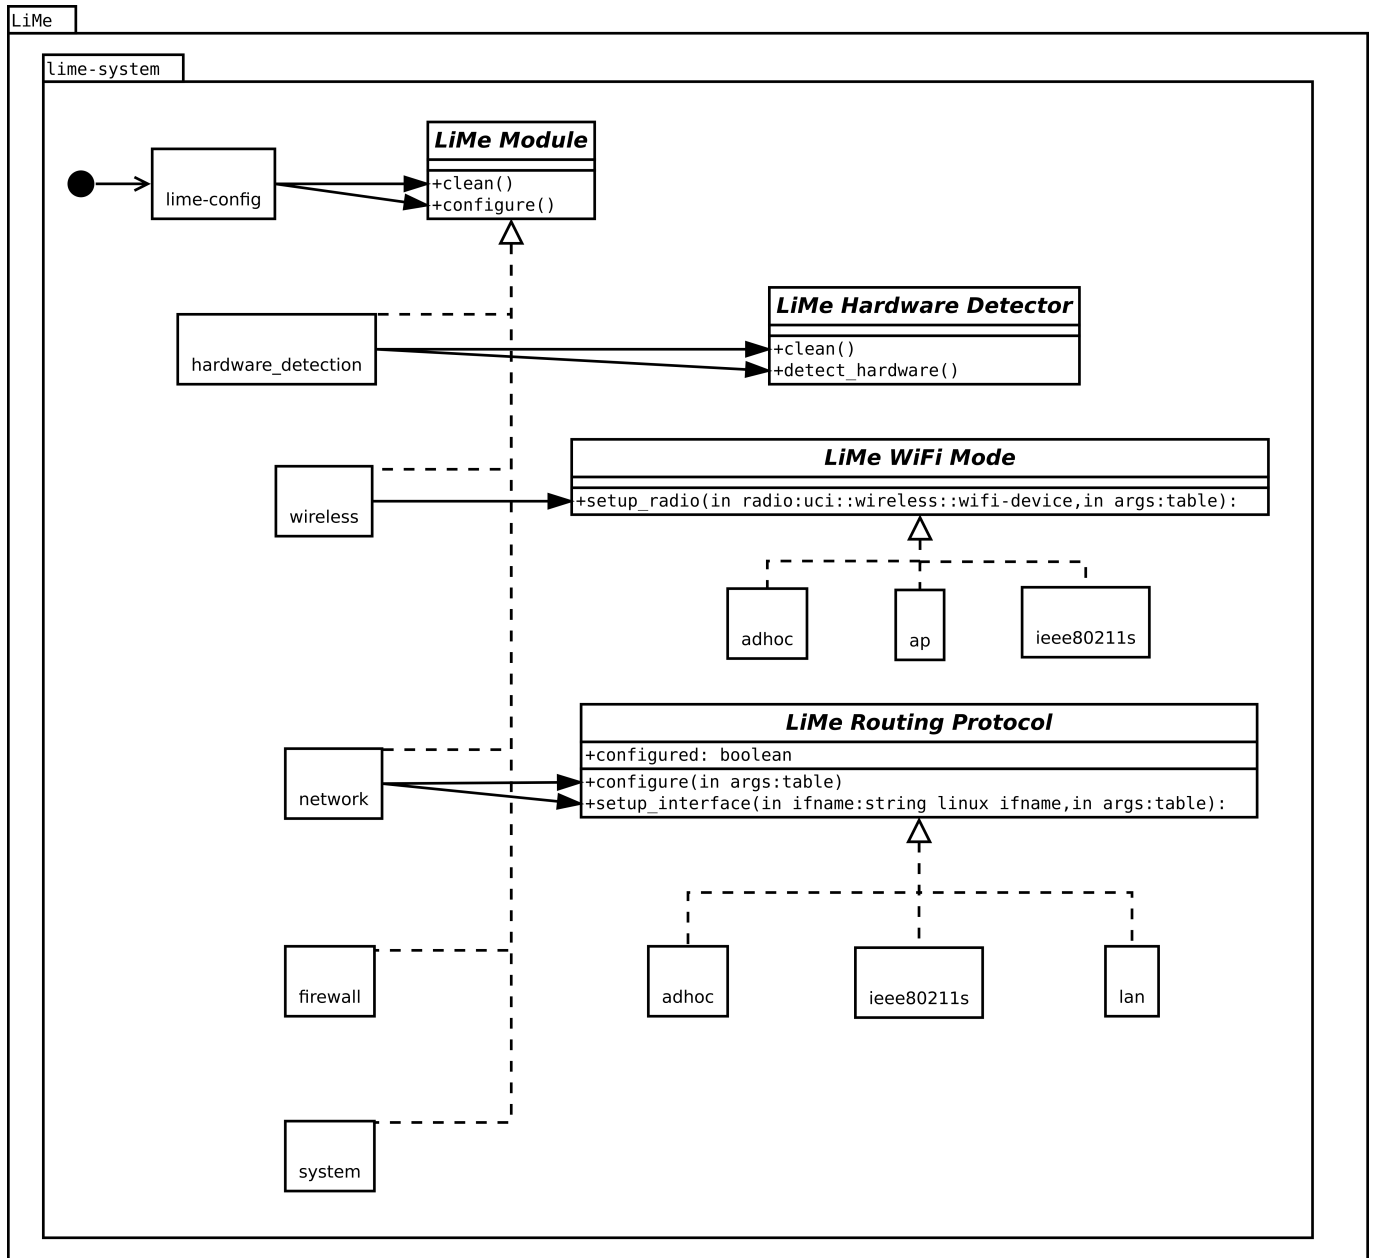 LiMe
lime-system
LiMe Module
lime-config
+clean()
+configure()
LiMe Hardware Detector
hardware_detection
+clean()
+detect_hardware()
LiMe WiFi Mode
wireless
+setup_radio(in radio:uci::wireless::wifi-device,in args:table):
adhoc
ap
ieee80211s
LiMe Routing Protocol
+configured: boolean
network
+configure(in args:table)
+setup_interface(in ifname:string linux ifname,in args:table):
firewall
adhoc
ieee80211s
lan
system